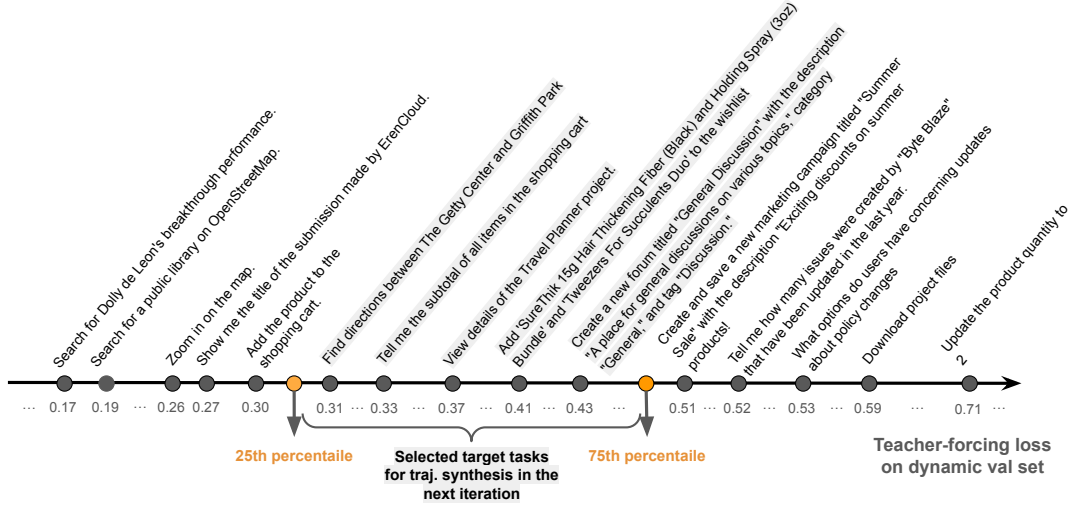 Search for Dolly de Leon's breakthrough performance.
Search for a public library on OpenStreetMap.
Zoom in on the map.
Show me the title of the submission made by ErenCloud.
Add the product to the
shopping cart.
Find directions between The Getty Center and Griffith Park
Tell me the subtotal of all items in the shopping cart
View details of the Travel Planner project.
Add 'SureThik 15g Hair Thickening Fiber (Black) and Holding Spray (3oz)
Bundle' and 'Tweezers For Succulents Duo' to the wishlist
Create a new forum titled "General Discussion" with the description
"A place for general discussions on various topics," category
"General," and tag "Discussion."
Create and save a new marketing campaign titled "Summer
Sale" with the description "Exciting discounts on summer
products!
Tell me how many issues were created by "Byte Blaze"
that have been updated in the last year.
What options do users have concerning updates
about policy changes
Download project files
Update the product quantity to
2
... 0.17 0.19 ... 0.26 0.27 ... 0.30 0.31 ... 0.33 ... 0.37 ... 0.41 ... 0.43 ... 0.51 ... 0.52 ... 0.53 ... 0.59 ... 0.71 ...
25th percentaile
Selected target tasks
for traj. synthesis in the
next iteration
75th percentaile
Teacher-forcing loss
on dynamic val set